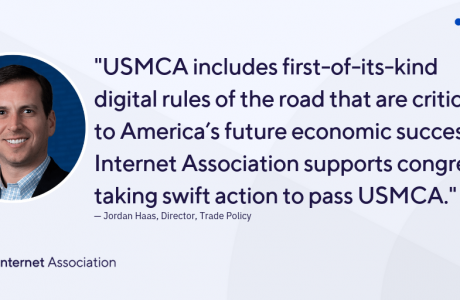 "USMCA includes first-of-its-kind
digital rules of the road that are critic
to America's future economic succes
Internet Association supports congre
taking swift action to pass USMCA."
— Jordan Haas, Director, Trade Policy
nternet Association